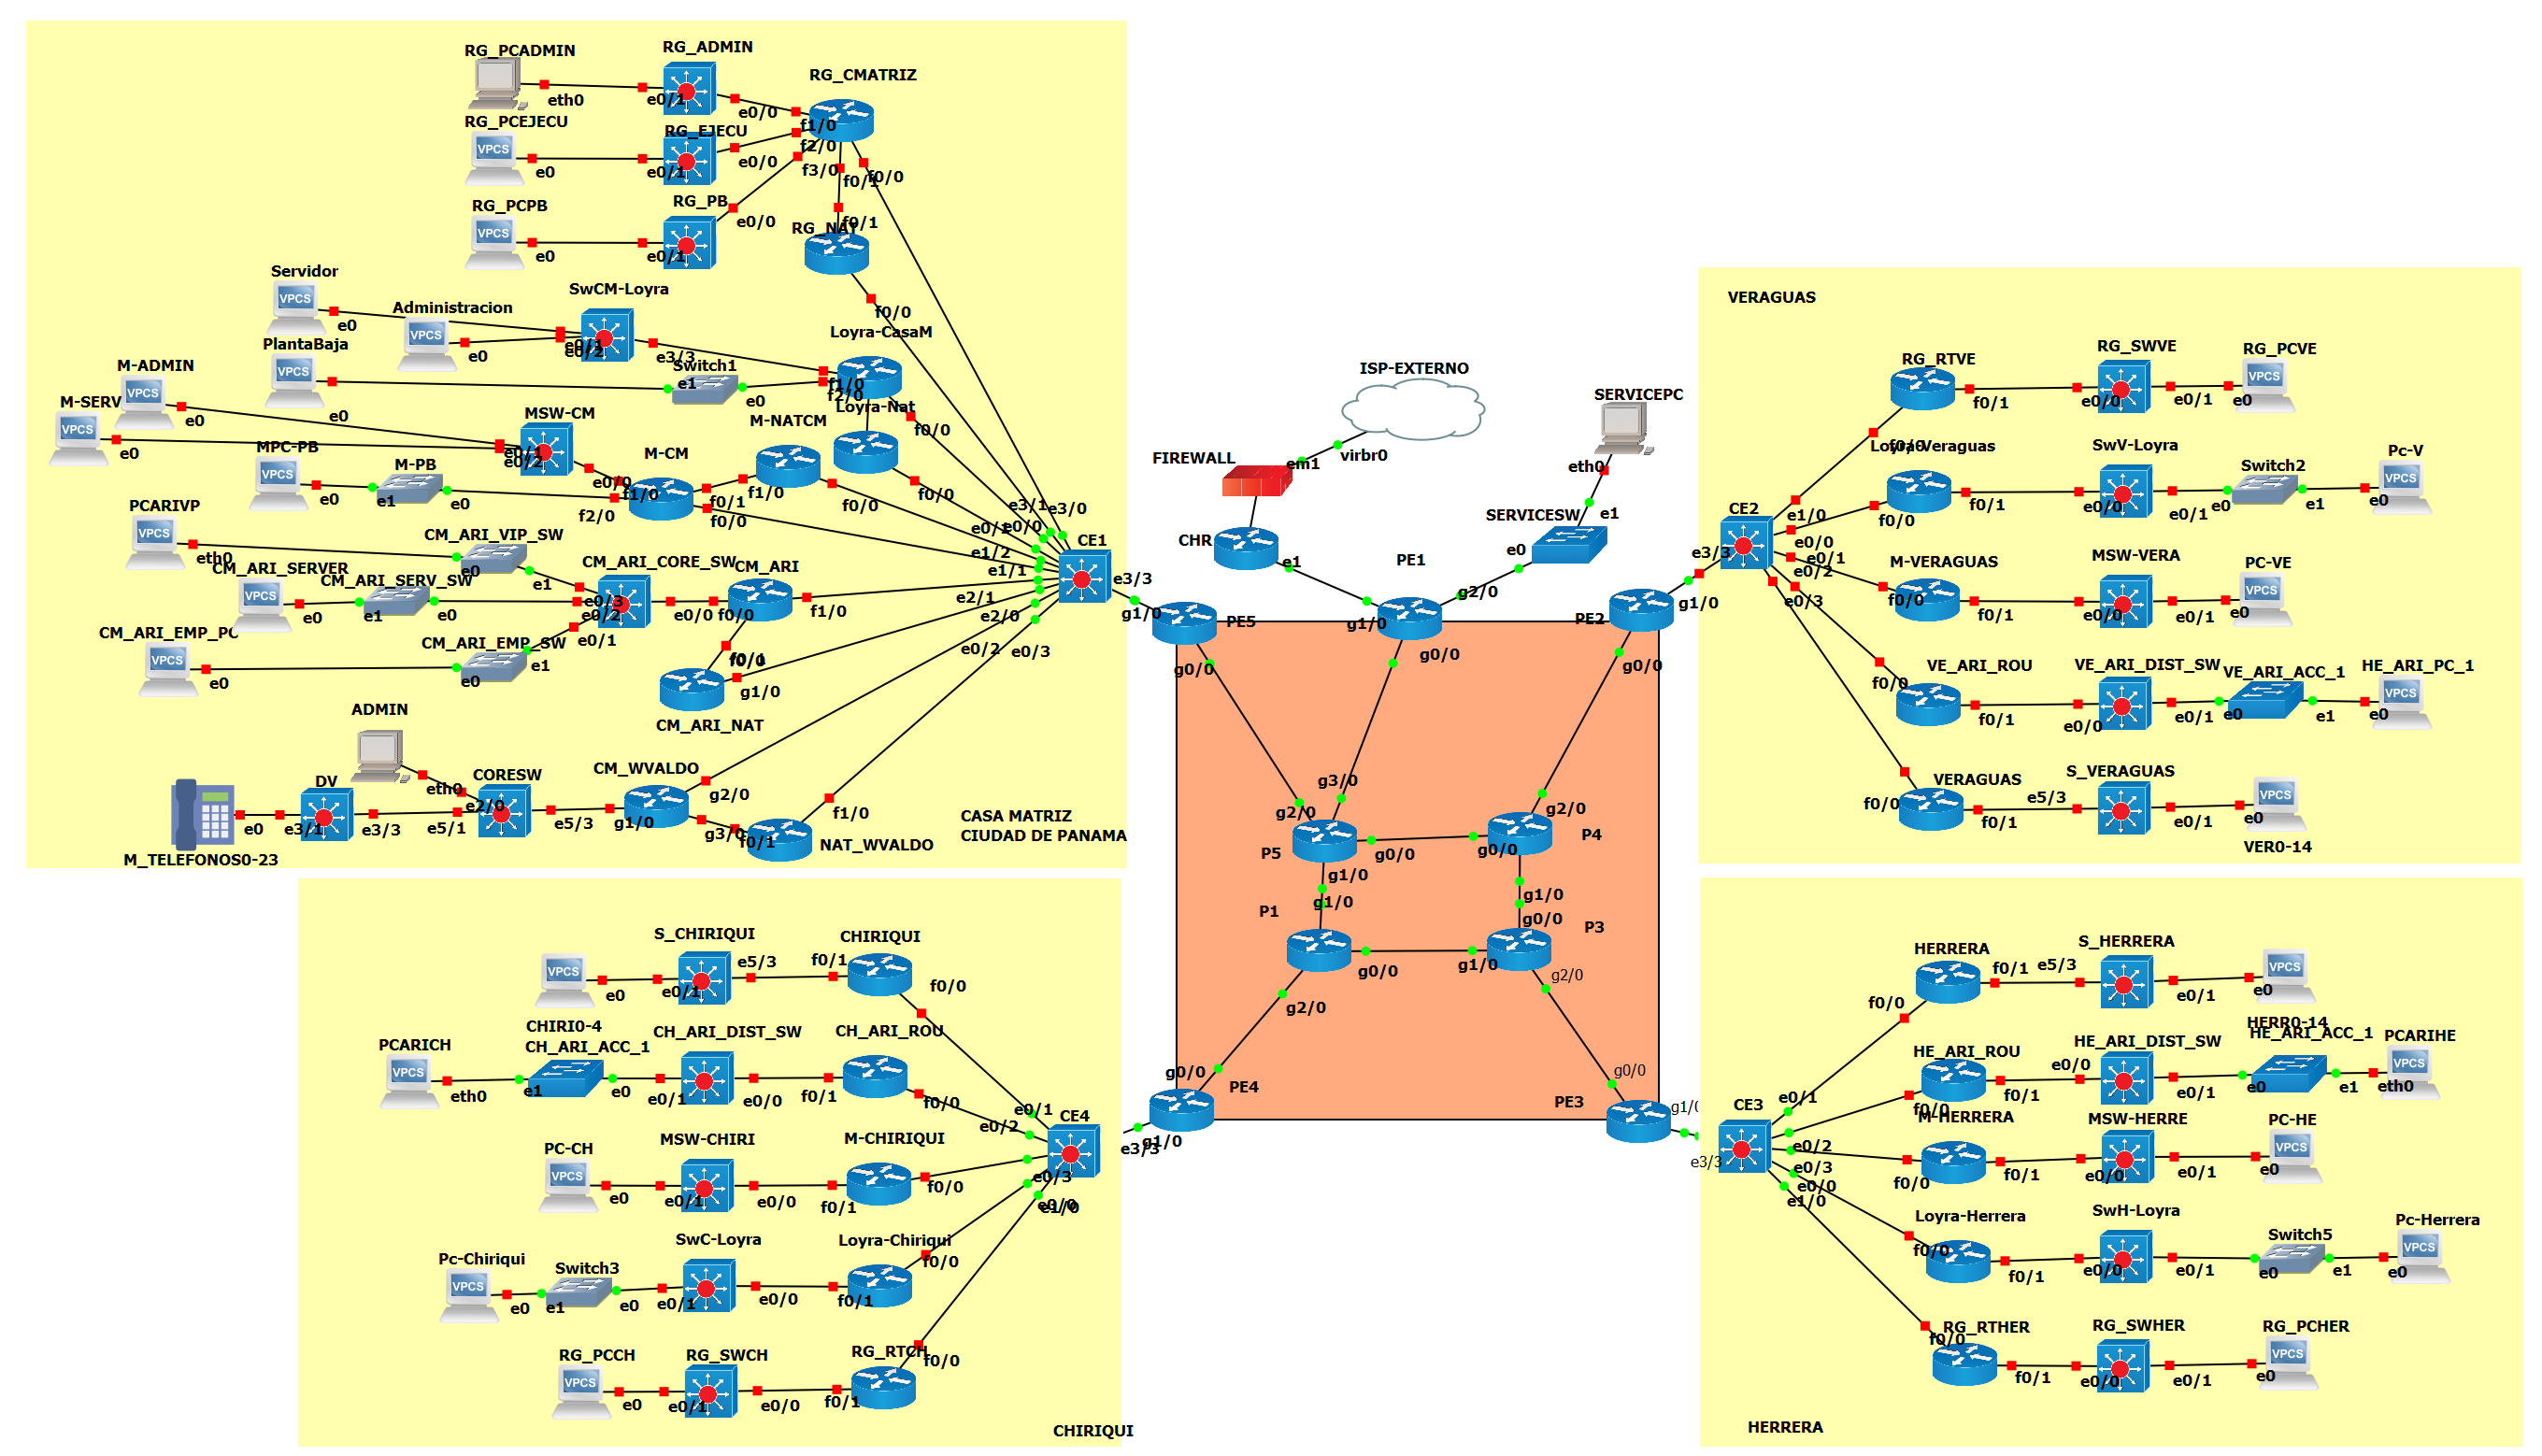 RG_PCADMIN
eth0
e0/1
RG_ADMIN
e0/0
RG_CMATRIZ
f1/0
f2/0
f3/0
f0/1
f0/0
RG_PCEJECU
VPCS
e0
e0/1
RG_EJECU
e0/0
RG_PCPB
VPCS
e0
e0/1
RG_PB
e0/0
f0/1
RG_NAT
f0/0
Servidor
VPCS
e0
Administracion
VPCS
e0
SwCM-Loyra
e0/1
e0/2
e3/3
PlantaBaja
VPCS
e0
Switch1
e1
e0
Loyra-CasaM
f1/0
f2/0
f0/0
Loyra-Nat
f0/0
M-ADMIN
VPCS
e0
M-SERV
VPCS
e0
MSW-CM
e0/1
e0/2
e0/0
MPC-PB
VPCS
e0
M-PB
e1
e0
M-CM
f1/0
f2/0
f0/1
f0/0
M-NATCM
f1/0
f0/0
PCARIVP
VPCS
eth0
CM_ARI_VIP_SW
e0
e1
CM_ARI_SERVER
VPCS
e0
CM_ARI_SERV_SW
e1
e0
CM_ARI_CORE_SW
e0/3
e0/2
e0/1
e0/0
CM_ARI
f0/0
f1/0
f0/1
CM_ARI_EMP_PC
VPCS
e0
CM_ARI_EMP_SW
e0
e1
f0/0
g1/0
CM_ARI_NAT
ADMIN
eth0
M_TELEFONOS0-23
e0
DV
e3/1
e3/3
CORESW
e2/0
e5/1
e5/3
CM_WVALDO
g1/0
g2/0
g3/0
f0/1
f1/0
NAT_WVALDO
CASA MATRIZ
CIUDAD DE PANAMA
CE1
e3/1
e3/0
e0/1
e0/0
e1/2
e1/1
e2/1
e2/0
e0/2
e0/3
e3/3
g1/0
PE5
g0/0
ISP-EXTERNO
virbr0
FIREWALL
em1
CHR
e1
PE1
g1/0
g2/0
g0/0
SERVICEPC
eth0
SERVICESW
e1
e0
PE2
g1/0
g0/0
g3/0
g2/0
P5
g0/0
g1/0
g2/0
g0/0
P4
g1/0
P1
g1/0
g0/0
g2/0
g0/0
P3
g1/0
g2/0
g0/0
PE4
g1/0
g0/0
PE3
g1/0
VERAGUAS
CE2
e3/3
e1/0
e0/0
e0/1
e0/2
e0/3
RG_RTVE
f0/0
f0/1
RG_SWVE
e0/0
e0/1
RG_PCVE
VPCS
e0
Loyra-Veraguas
f0/0
f0/1
SwV-Loyra
e0/0
e0/1
Switch2
e0
e1
Pc-V
VPCS
e0
M-VERAGUAS
f0/0
f0/1
MSW-VERA
e0/0
e0/1
PC-VE
VPCS
e0
VE_ARI_ROU
f0/0
f0/1
VE_ARI_DIST_SW
e0/0
e0/1
VE_ARI_ACC_1
e0
e1
HE_ARI_PC_1
VPCS
e0
VERAGUAS
f0/0
f0/1
S_VERAGUAS
e5/3
e0/1
VPCS
e0
VER0-14
VPCS
e0
S_CHIRIQUI
e0/1
e5/3
CHIRIQUI
f0/1
f0/0
CHIRI0-4
PCARICH
VPCS
eth0
CH_ARI_ACC_1
e1
e0
CH_ARI_DIST_SW
e0/1
e0/0
CH_ARI_ROU
f0/1
f0/0
PC-CH
VPCS
e0
MSW-CHIRI
e0/1
e0/0
M-CHIRIQUI
f0/1
f0/0
Pc-Chiriqui
VPCS
e0
Switch3
e1
e0
SwC-Loyra
e0/1
e0/0
Loyra-Chiriqui
f0/1
f0/0
RG_PCCH
VPCS
e0
RG_SWCH
e0/1
e0/0
RG_RTCH
f0/1
f0/0
CE4
e0/1
e0/2
e0/3
e0/0
e1/0
e3/3
CHIRIQUI
CE3
e3/3
e0/1
e0/2
e0/3
e0/0
e1/0
HERRERA
f0/0
f0/1
S_HERRERA
e5/3
e0/1
VPCS
e0
HERR0-14
HE_ARI_ROU
f0/0
f0/1
HE_ARI_DIST_SW
e0/0
e0/1
HE_ARI_ACC_1
e0
e1
PCARIHE
VPCS
eth0
M-HERRERA
f0/0
f0/1
MSW-HERRE
e0/0
e0/1
PC-HE
VPCS
e0
Loyra-Herrera
f0/0
f0/1
SwH-Loyra
e0/0
e0/1
Switch5
e0
e1
Pc-Herrera
VPCS
e0
RG_RTHER
f0/0
f0/1
RG_SWHER
e0/0
e0/1
RG_PCHER
VPCS
e0
HERRERA